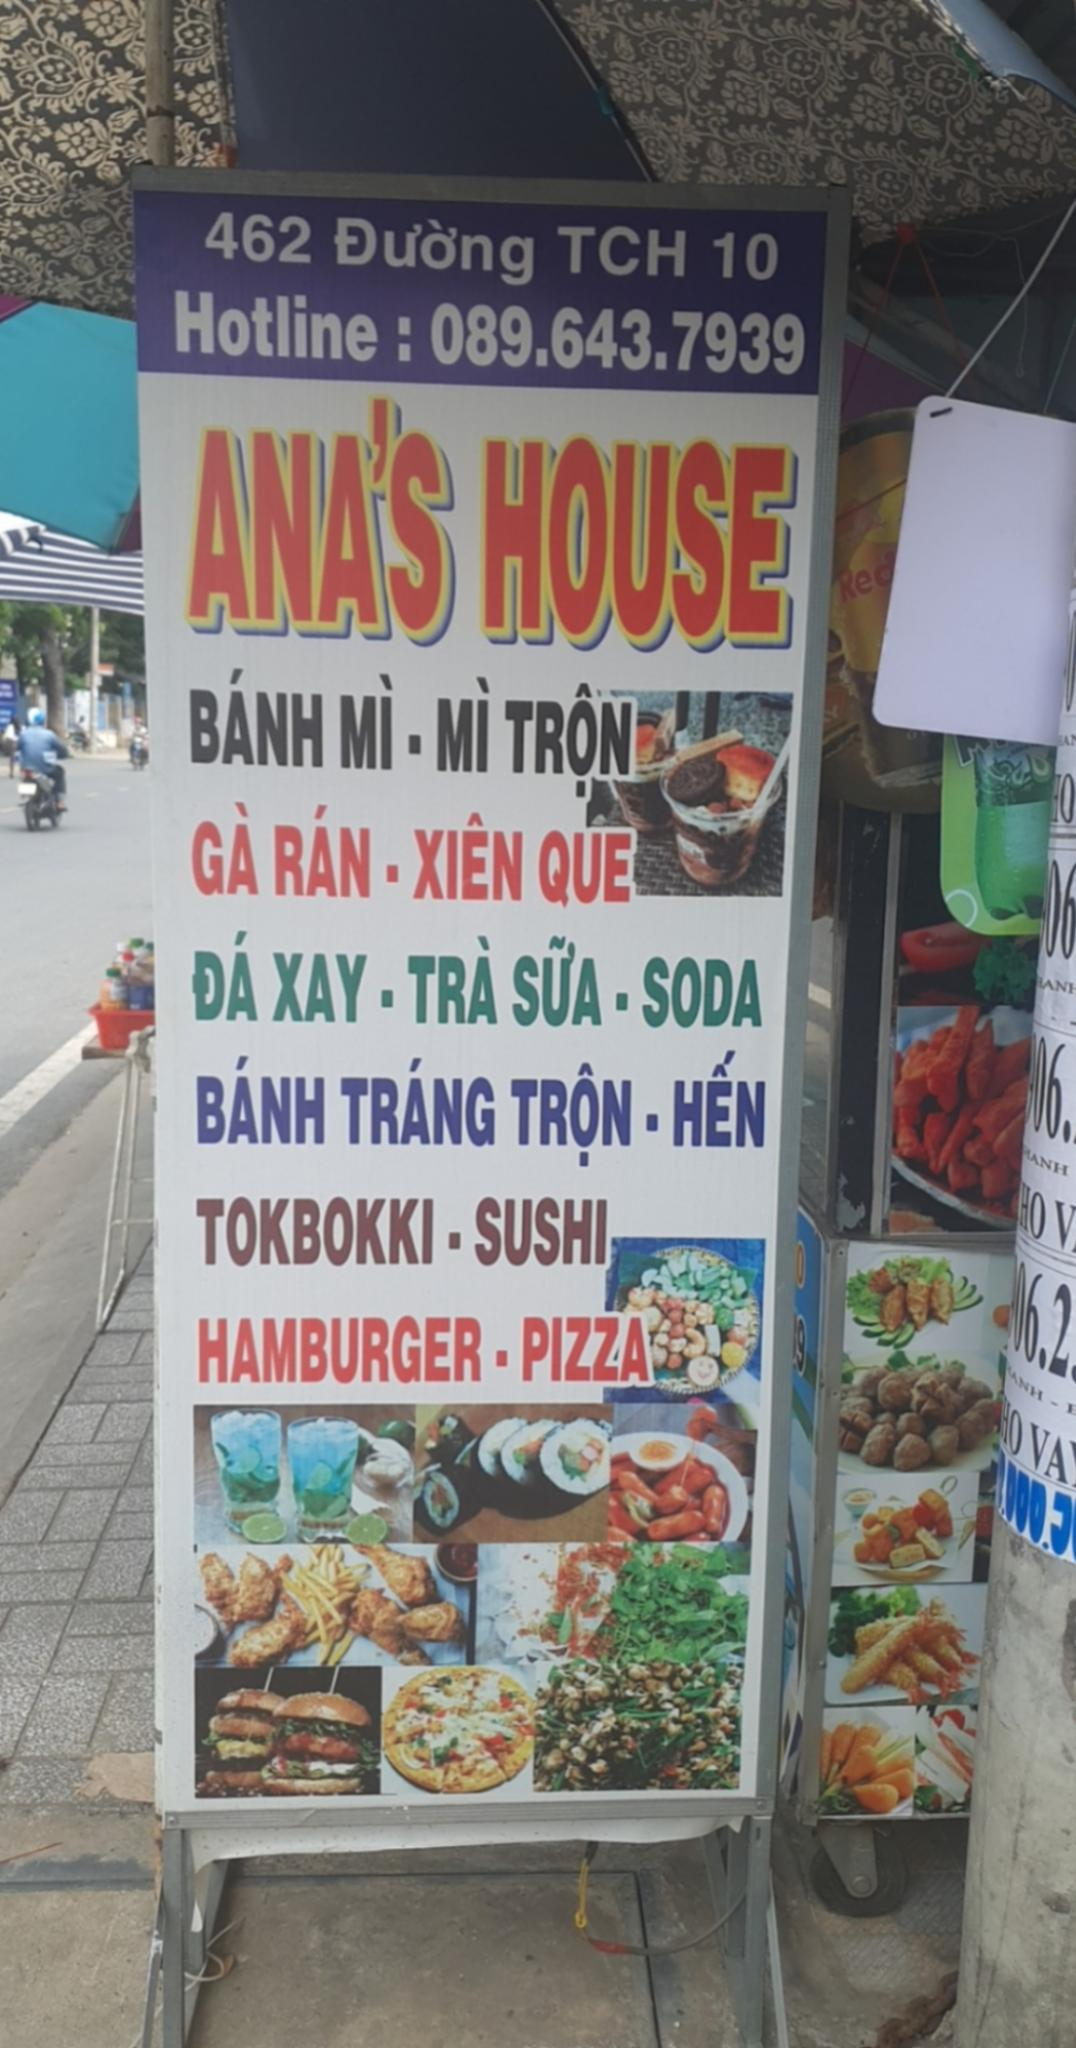 462 Đường TCH 10
Hotline : 089.643.7939
ANA'S HOUSE
BÁNH MÌ - MÌ TRỘN
GÀ RÁN - XIÊN QUE
ĐÁ XAY - TRÀ SỮA - SODA
BÁNH TRÁNG TRỘN - HẾN
TOKBOKKI - SUSHI
HAMBURGER - PIZZA
Red